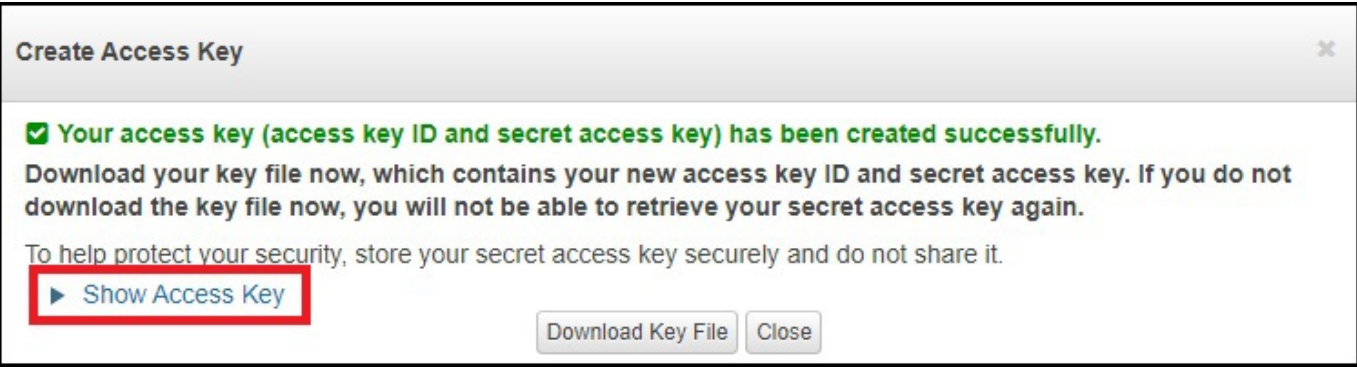 Create Access Key
Your access key (access key ID and secret access key) has been created successfully.
Download your key file now, which contains your new access key ID and secret access key. If you do not
download the key file now, you will not be able to retrieve your secret access key again.
To help protect your security, store your secret access key securely and do not share it.
Show Access Key
Download Key File Close